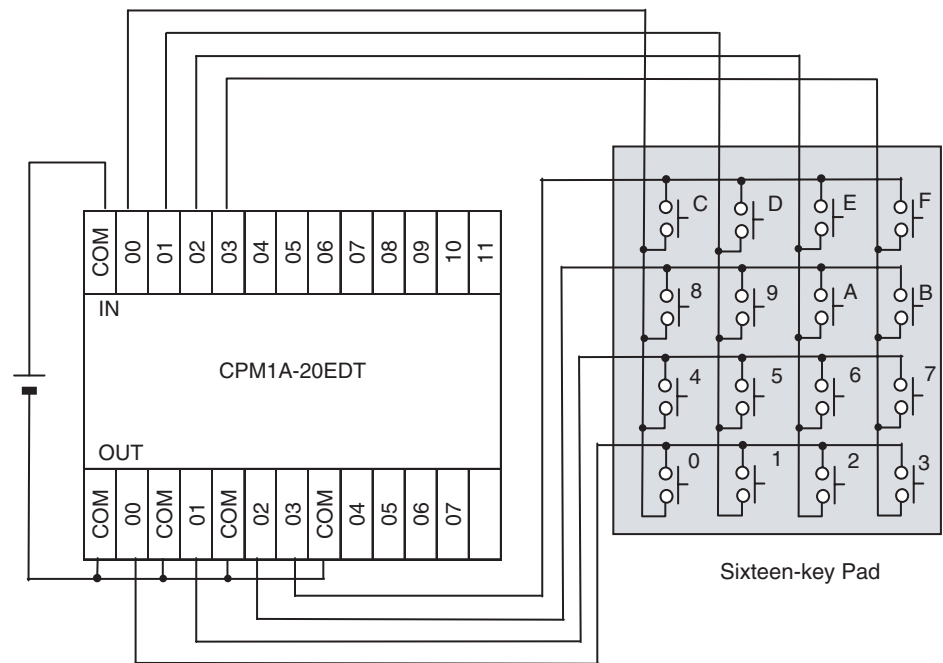 C D E F
COM 00 01 02 03 04 05 06 07 08 09 10 11
IN
8 9 A B
CPM1A-20EDT
4 5 6 7
OUT
0 1 2 3
COM 00 COM 01 COM 02 03 COM 04 05 06 07
Sixteen-key Pad